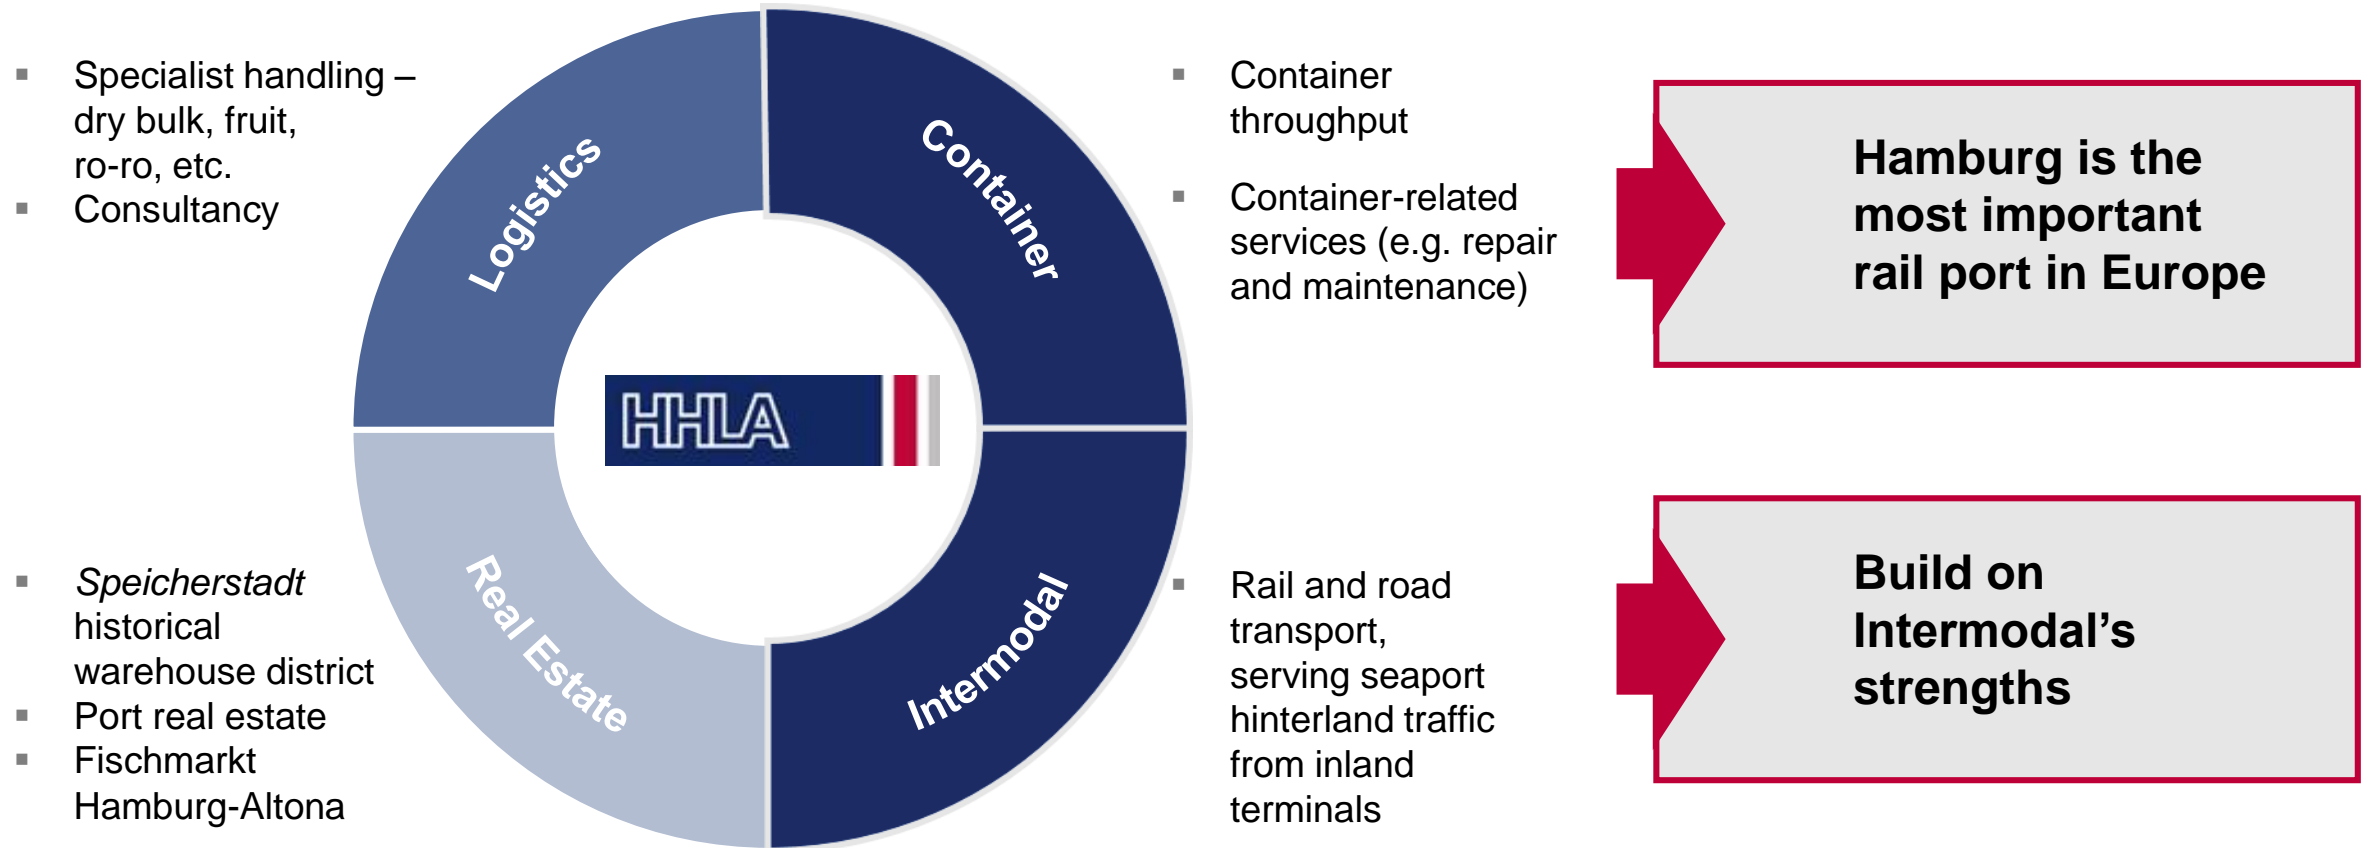 Specialist handling –
dry bulk, fruit,
ro-ro, etc.
Consultancy
Logistics
Container
Container
throughput
Container-related
services (e.g. repair
and maintenance)
Hamburg is the
most important
rail port in Europe
HHLA
Speicherstadt
historical
warehouse district
Port real estate
Fischmarkt
Hamburg-Altona
Real Estate
Intermodal
Rail and road
transport,
serving seaport
hinterland traffic
from inland
terminals
Build on
Intermodal’s
strengths